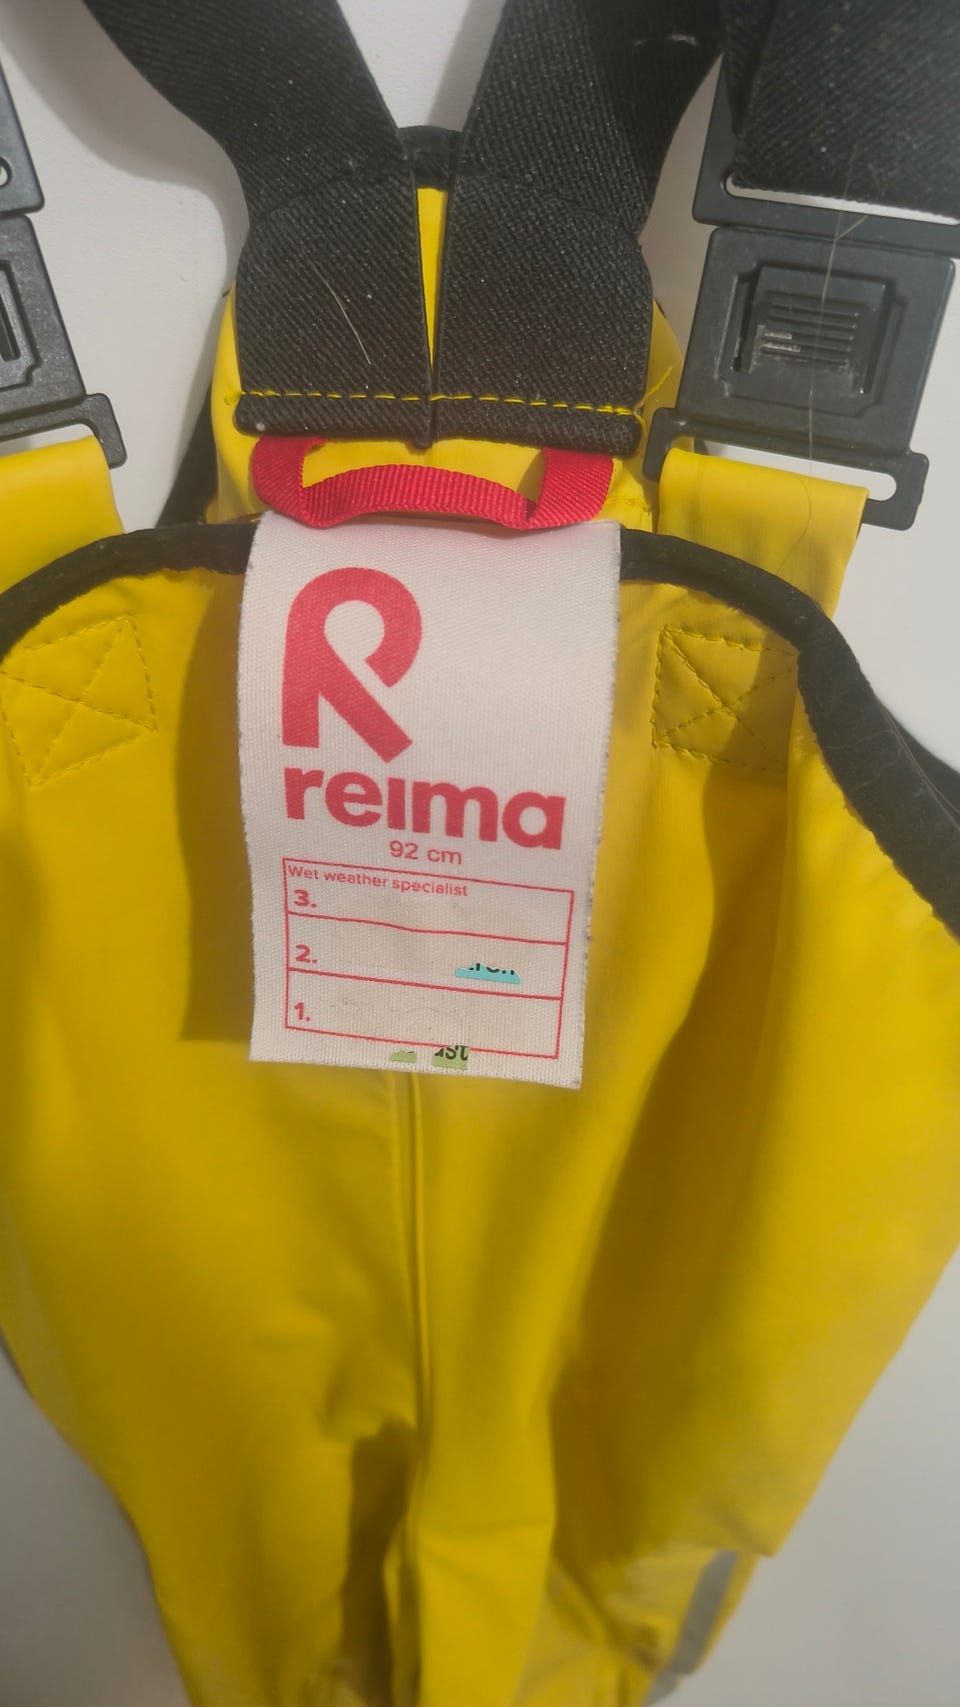 reima
92 cm
Wet weather specialist
3.
2.
1.